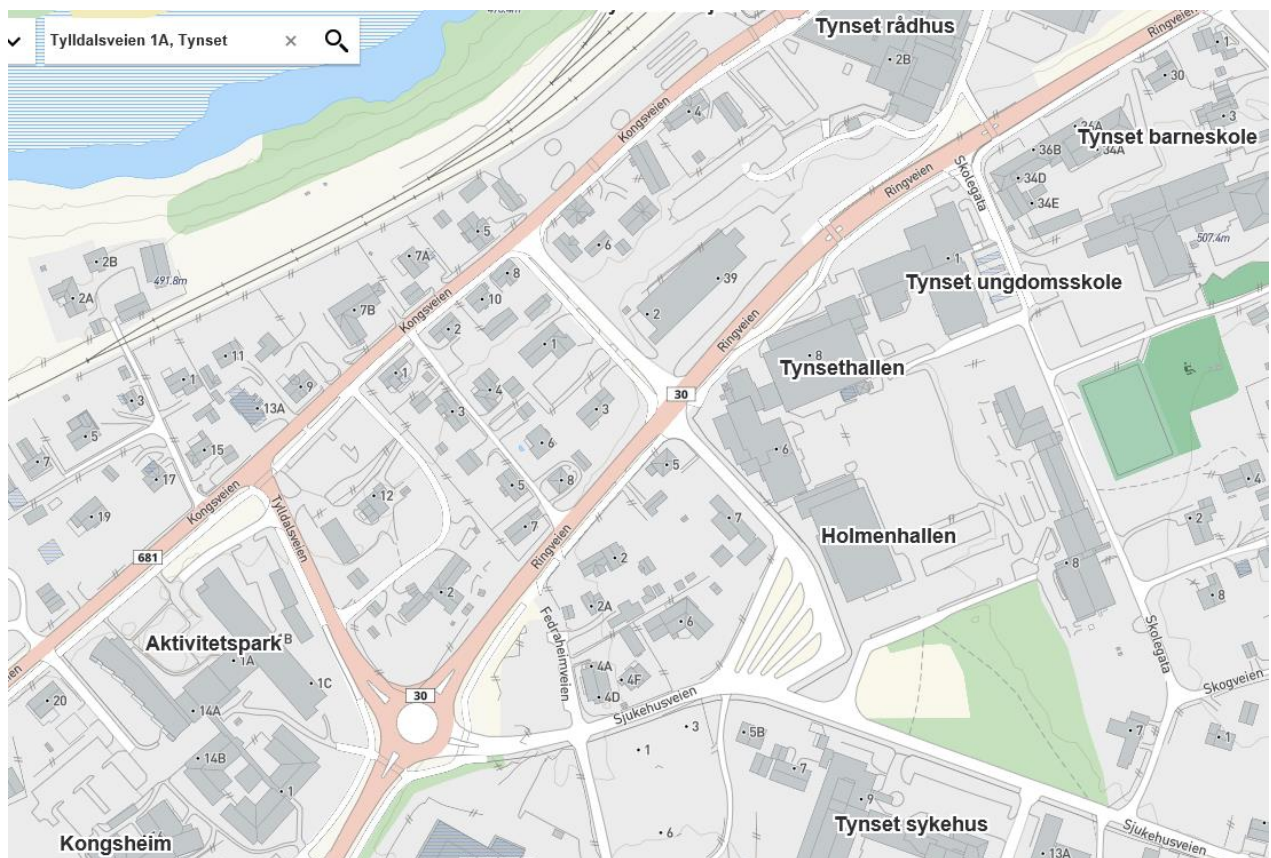 Tylldalsveien 1A, Tynset
×
Tynset rådhus
2B
Ringveien
1
30
3
4
Kongsveien
34A
36B
34A
Tynset barneskole
34D
34E
Ringveien
Skolegata
507.4m
2B
2A
491.8m
7A
5
6
8
10
39
1
Tynset ungdomsskole
7B
Kongsveien
2
2
Ringveien
1
8
Tynsethallen
11
1
9
3
13A
1
4
3
3
30
5
7
15
17
6
6
5
5
8
12
19
Kongsveien
681
Tylldalsveien
7
Ringveien
7
2
2
Holmenhallen
4
2
8
8
2A
Fedraheimveien
6
Skolegata
Aktivitetspark
B
1A
1C
4A
4F
4D
Sjukehusveien
Skogveien
20
14A
30
3
1
5B
7
7
1
14B
1
9
6
Kongsheim
Tynset sykehus
13A
Sjukehusveien